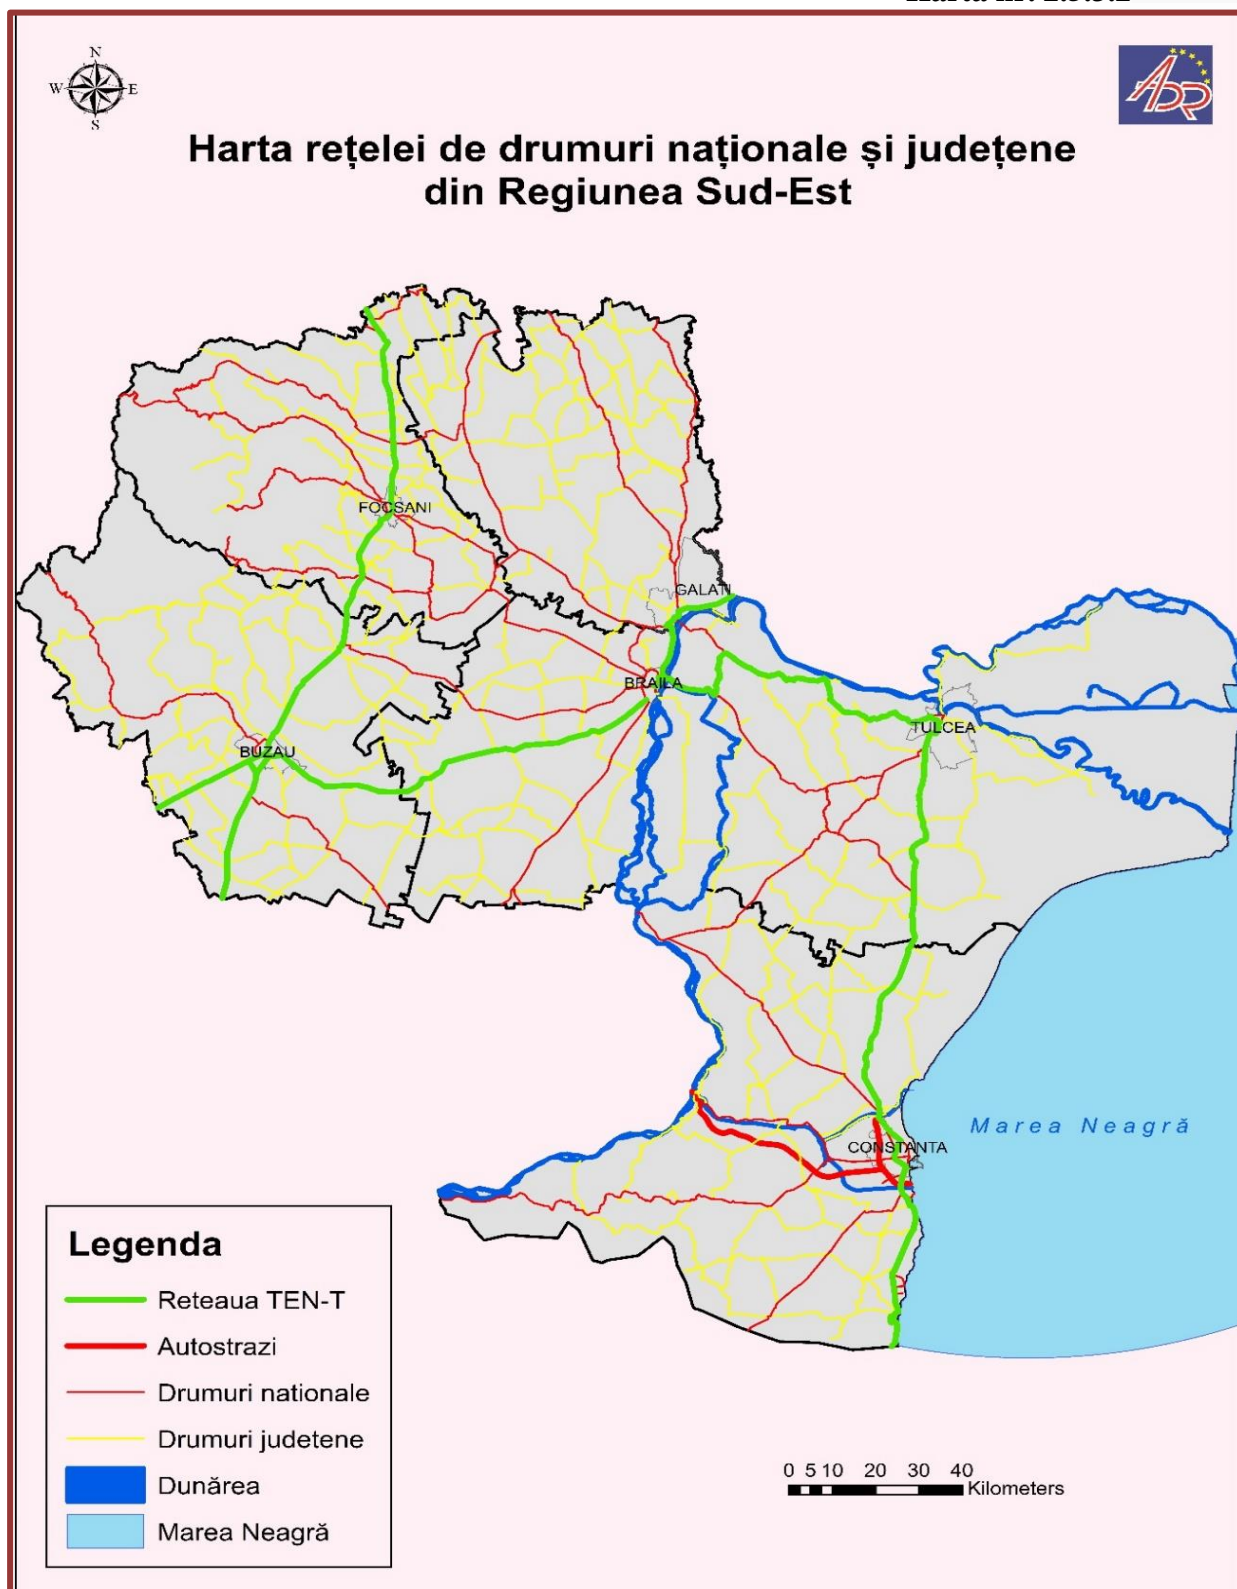 N
W E
S
ADR
Harta rețelei de drumuri naționale și județene
din Regiunea Sud-Est
FOCSANI
GALATI
BRAILA
TULCEA
BUZAU
Marea Neagră
CONSTANTA
Legenda
Reteaua TEN-T
Autostrazi
Drumuri nationale
Drumuri judetene
Dunărea
Marea Neagră
0 5 10 20 30 40
Kilometers